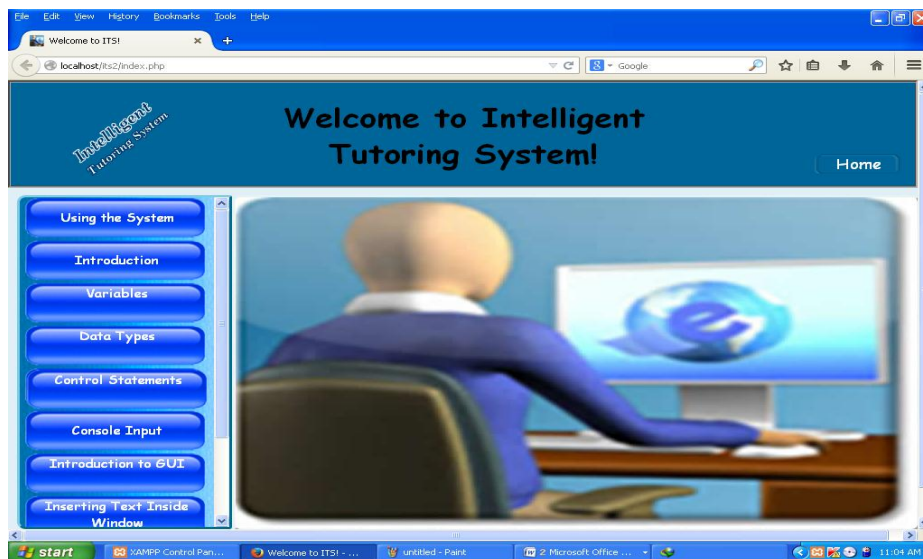 File Edit View History Bookmarks Tools Help
Welcome to ITS!
localhost/its2/index.php
Google
Intelligent
Tutoring System
Welcome to Intelligent
Tutoring System!
Home
Using the System
Introduction
Variables
Data Types
Control Statements
Console Input
Introduction to GUI
Inserting Text Inside
Window
start
XAMPP Control Pan...
Welcome to ITS! - ...
untitled - Paint
2 Microsoft Office ...
11:04 AM